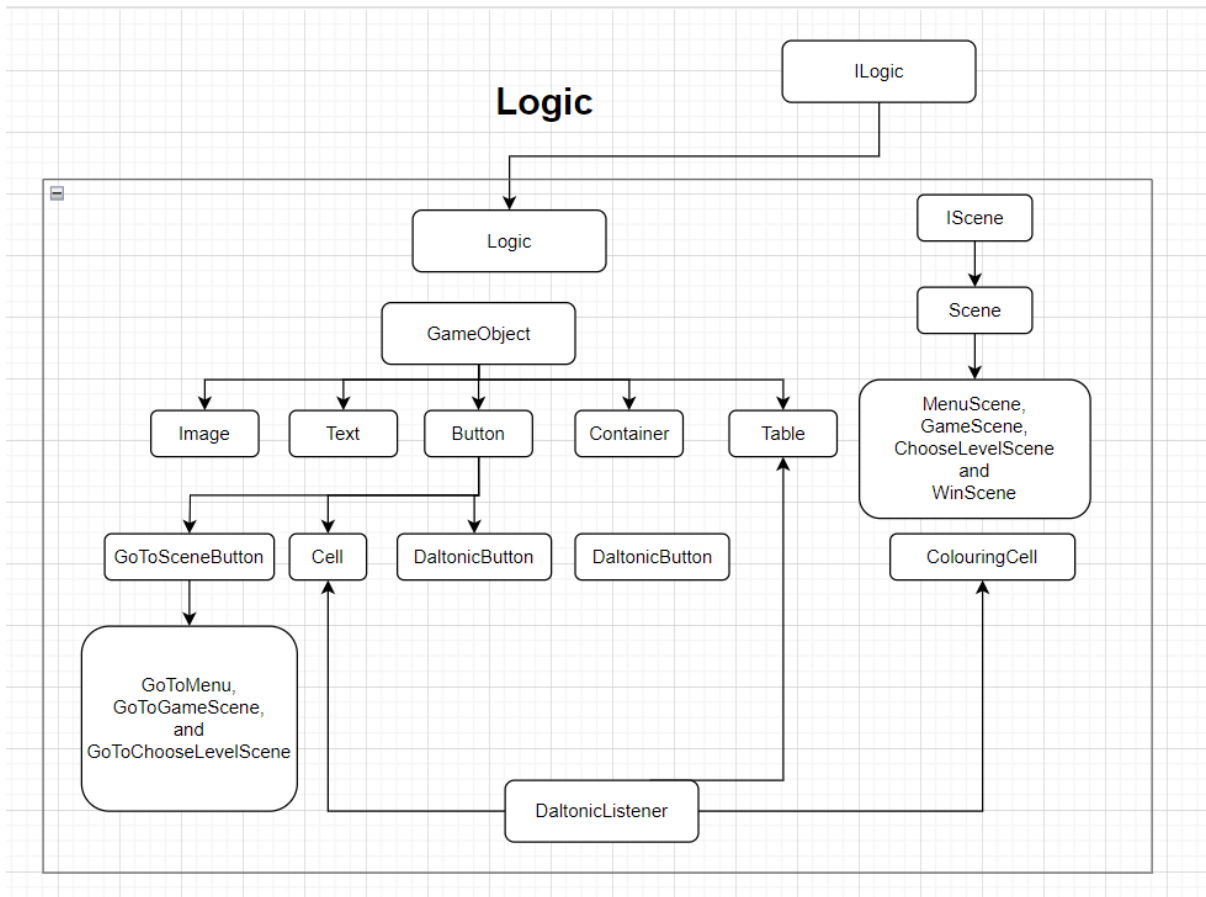 ILogic
Logic
Logic
IScene
Scene
GameObject
MenuScene,
GameScene,
ChooseLevelScene
and
WinScene
Image
Text
Button
Container
Table
GoToSceneButton
Cell
DaltonicButton
DaltonicButton
ColouringCell
GoToMenu,
GoToGameScene,
and
GoToChooseLevelScene
DaltonicListener